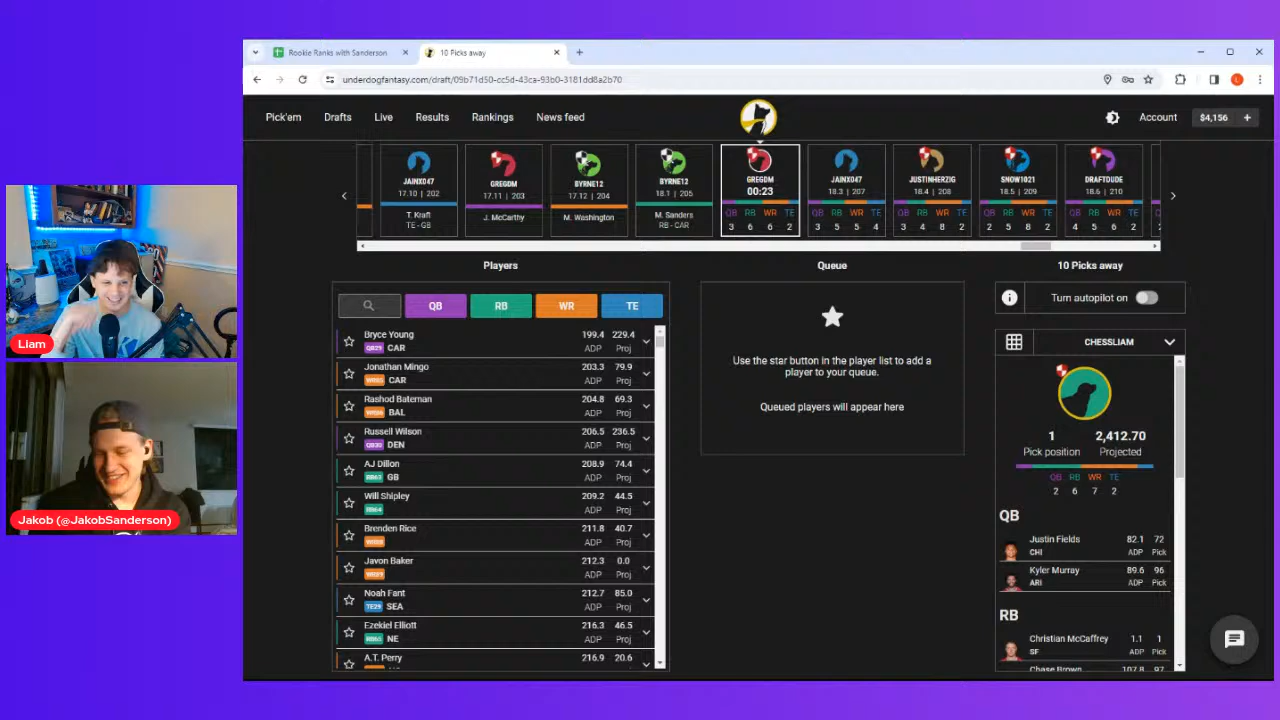 Rookie Ranks with Sanderson
10 Picks away
underdogfantasy.com/draft/09b71d50-cc5d-43ca-93b0-3181dd8a2b70
Pick'em Drafts Live Results Rankings News feed Account $4,156 +
JAINX047 GREGDM BYRNE12 BYRNE12 GREGDM JAINX047 JUSTINHERZIG SNOW1021 DRAFTDUDE
17.10 | 202 17.11 | 203 17.12 | 204 18.1 | 205 00:23 18.3 | 207 18.4 | 208 18.5 | 209 18.6 | 210
T. Kraft J. McCarthy M. Washington M. Sanders QB RB WR TE QB RB WR TE QB RB WR TE QB RB WR TE QB RB WR TE
TE - GB RB - CAR 3 6 6 2 3 5 5 4 3 4 8 2 2 5 8 2 4 5 6 2
Players Queue 10 Picks away
QB RB WR TE
Turn autopilot on
Bryce Young 199.4 229.4
CAR ADP Proj
Jonathan Mingo 203.3 79.9
CAR ADP Proj
Rashod Bateman 204.8 69.3
BAL ADP Proj
Russell Wilson 206.5 236.5
DEN ADP Proj
AJ Dillon 208.9 74.4
GB ADP Proj
Will Shipley 209.2 44.5
ADP Proj
Brenden Rice 211.8 40.7
ADP Proj
Javon Baker 212.3 0.0
ADP Proj
Noah Fant 212.7 85.0
SEA ADP Proj
Ezekiel Elliott 216.3 46.5
NE ADP Proj
A.T. Perry 216.9 20.6
Use the star button in the player list to add a
player to your queue.
Queued players will appear here
CHESSLIAM
1 2,412.70
Pick position Projected
QB RB WR TE
2 6 7 2
QB
Justin Fields 82.1 72
CHI ADP Pick
Kyler Murray 89.6 96
ARI ADP Pick
RB
Christian McCaffrey 1.1 1
SF ADP Pick
Chase Brown 107.8 97
Liam
Jakob (@JakobSanderson)